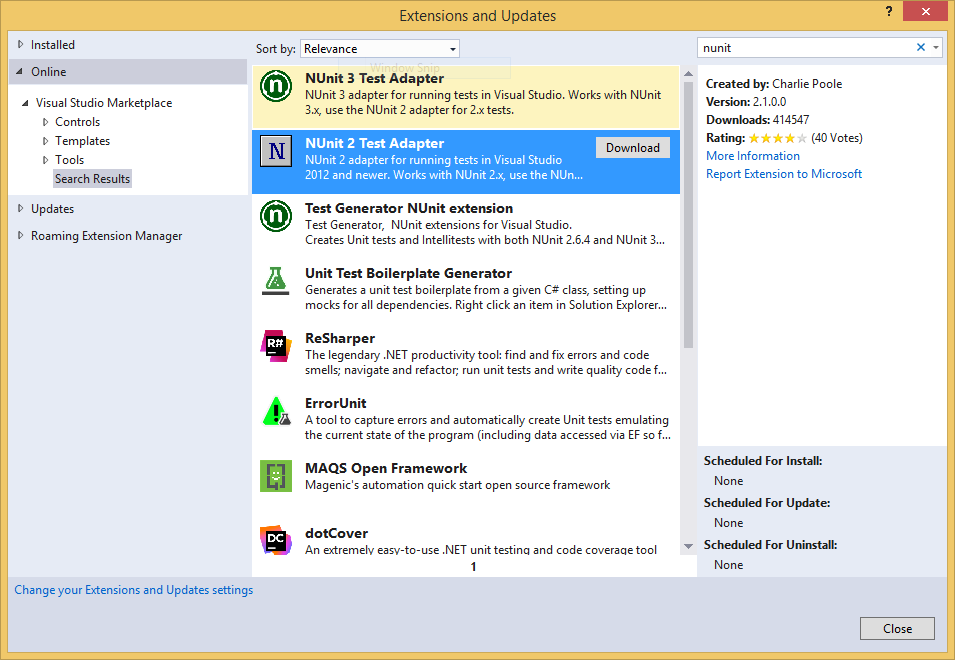 Extensions and Updates
?
Installed
Online
Visual Studio Marketplace
Controls
Templates
Tools
Search Results
Updates
Roaming Extension Manager
Sort by: Relevance
Window Snip
NUnit 3 Test Adapter
NUnit 3 adapter for running tests in Visual Studio. Works with NUnit
3.x, use the NUnit 2 adapter for 2.x tests.
NUnit 2 Test Adapter
Download
NUnit 2 adapter for running tests in Visual Studio
2012 and newer. Works with NUnit 2.x, use the NUn...
Test Generator NUnit extension
Test Generator, NUnit extensions for Visual Studio.
Creates Unit tests and Intellitests with both NUnit 2.6.4 and NUnit 3...
Unit Test Boilerplate Generator
Generates a unit test boilerplate from a given C# class, setting up
mocks for all dependencies. Right click an item in Solution Explorer...
ReSharper
The legendary .NET productivity tool: find and fix errors and code
smells; navigate and refactor; run unit tests and write quality code f...
ErrorUnit
A tool to capture errors and automatically create Unit tests emulating
the current state of the program (including data accessed via EF so f...
MAQS Open Framework
Magenic's automation quick start open source framework
dotCover
An extremely easy-to-use .NET unit testing and code coverage tool
1
n
N
n
R#
DC
nunit
Created by: Charlie Poole
Version: 2.1.0.0
Downloads: 414547
Rating: (40 Votes)
More Information
Report Extension to Microsoft
Scheduled For Install:
None
Scheduled For Update:
None
Scheduled For Uninstall:
None
Change your Extensions and Updates settings
Close